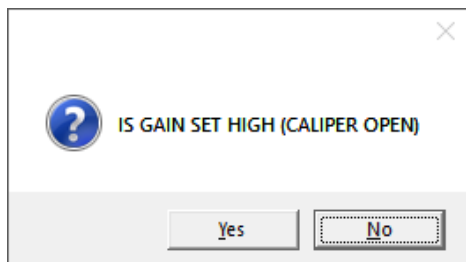 IS GAIN SET HIGH (CALIPER OPEN)
Yes
No